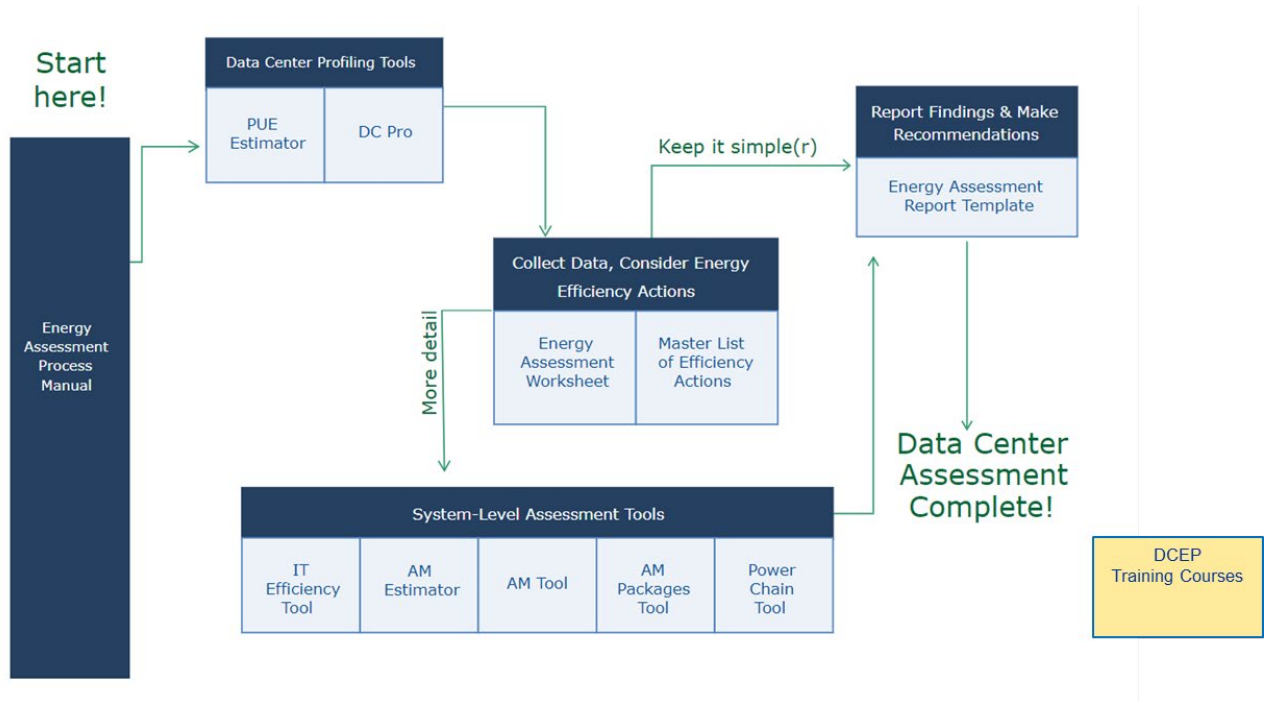 Start
here!
Energy
Assessment
Process
Manual
Data Center Profiling Tools
PUE
Estimator
DC Pro
Collect Data, Consider Energy
Efficiency Actions
Energy
Assessment
Worksheet
Master List
of Efficiency
Actions
Keep it simple(r)
More detail
Report Findings & Make
Recommendations
Energy Assessment
Report Template
System-Level Assessment Tools
IT
Efficiency
Tool
AM
Estimator
AM Tool
AM
Packages
Tool
Power
Chain
Tool
Data Center
Assessment
Complete!
DCEP
Training Courses